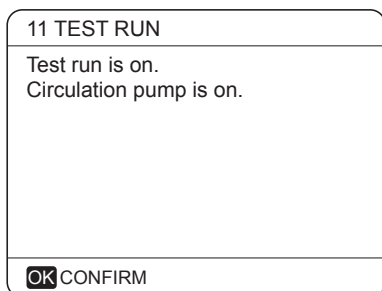 11 TEST RUN
Test run is on.
Circulation pump is on.
OK CONFIRM